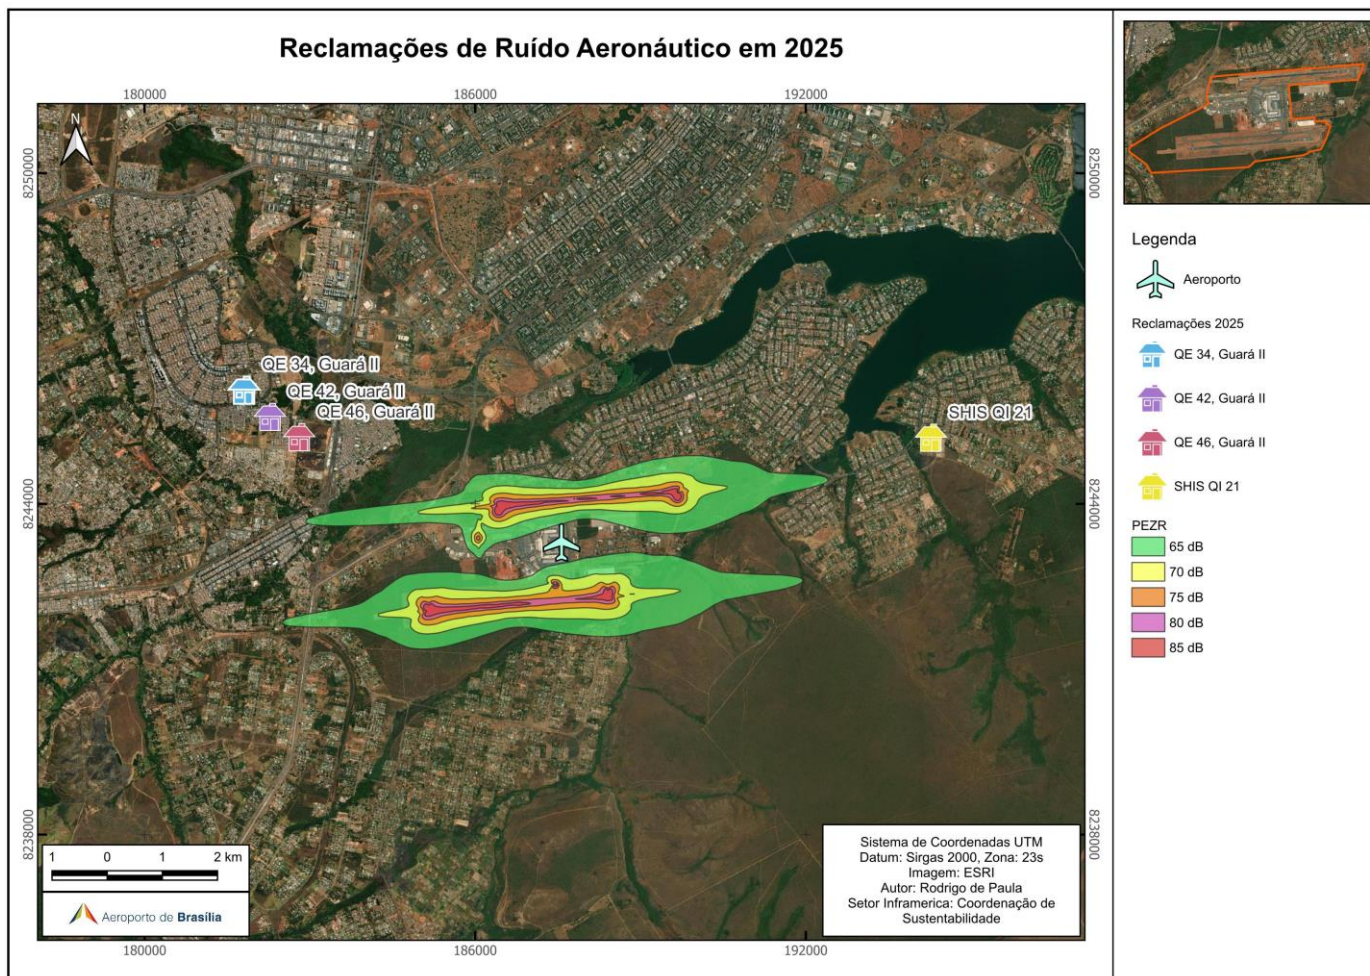 Reclamações de Ruído Aeronáutico em 2025
180000
186000
192000
N
8250000
8250000
QE 34, Guará II
QE 42, Guará II
QE 46, Guará II
SHIS QI 21
8244000
8244000
8238000
8238000
1 0 1 2 km
Aeroporto de Brasília
Sistema de Coordenadas UTM
Datum: Sirgas 2000, Zona: 23s
Imagem: ESRI
Autor: Rodrigo de Paula
Setor Inframerica: Coordenação de
Sustentabilidade
180000
186000
192000
Legenda
Aeroporto
Reclamações 2025
QE 34, Guará II
QE 42, Guará II
QE 46, Guará II
SHIS QI 21
PEZR
65 dB
70 dB
75 dB
80 dB
85 dB